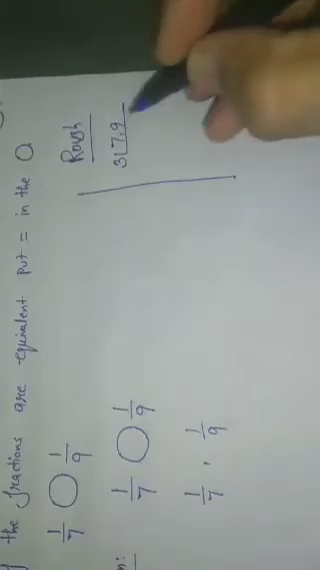 the fractions are equivalent put = in the O
1/7 ◯ 1/9
1/7 ◯ 1/9
1/7 , 1/9
Rough
3 7,9